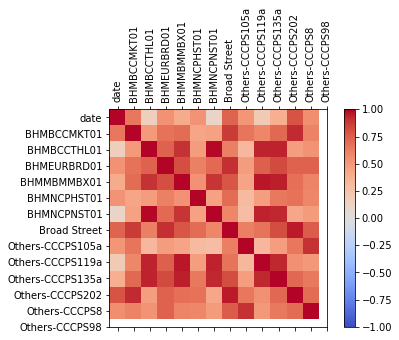 date
BHMBCCMKT01
BHMBCCTHL01
BHMEURBRD01
BHMMBMMBX01
BHMNCPHST01
BHMNCPNST01
Broad Street
Others-CCCPS105a
Others-CCCPS119a
Others-CCCPS135a
Others-CCCPS202
Others-CCCPS8
Others-CCCPS98
date
BHMBCCMKT01
BHMBCCTHL01
BHMEURBRD01
BHMMBMMBX01
BHMNCPHST01
BHMNCPNST01
Broad Street
Others-CCCPS105a
Others-CCCPS119a
Others-CCCPS135a
Others-CCCPS202
Others-CCCPS8
Others-CCCPS98
1.00
0.75
0.50
0.25
0.00
−0.25
−0.50
−0.75
−1.00